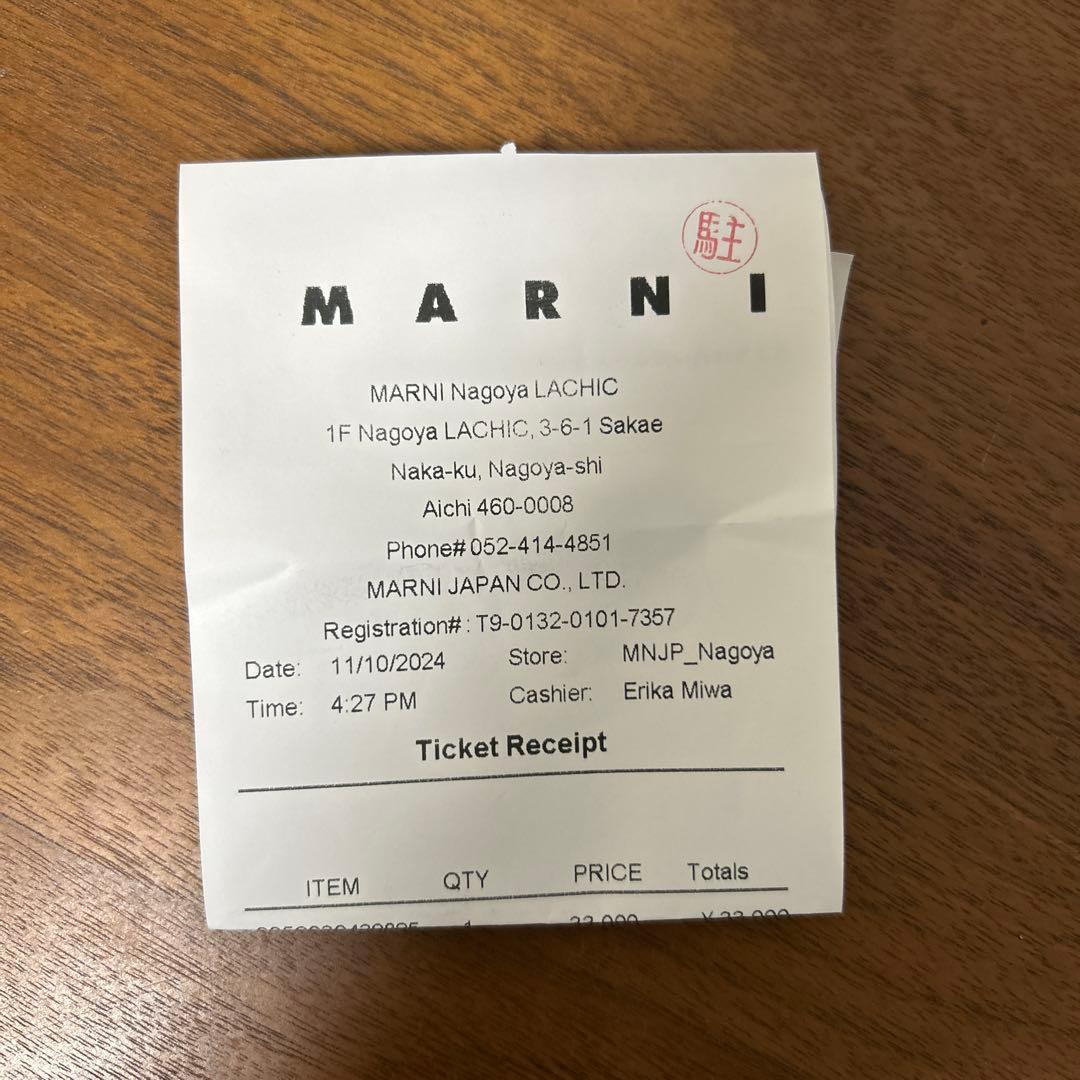 駐
MARNI
MARNI Nagoya LACHIC
1F Nagoya LACHIC, 3-6-1 Sakae
Naka-ku, Nagoya-shi
Aichi 460-0008
Phone# 052-414-4851
MARNI JAPAN CO., LTD.
Registration# : T9-0132-0101-7357
Date: 11/10/2024 Store: MNJP_Nagoya
Time: 4:27 PM Cashier: Erika Miwa
Ticket Receipt
ITEM QTY PRICE Totals